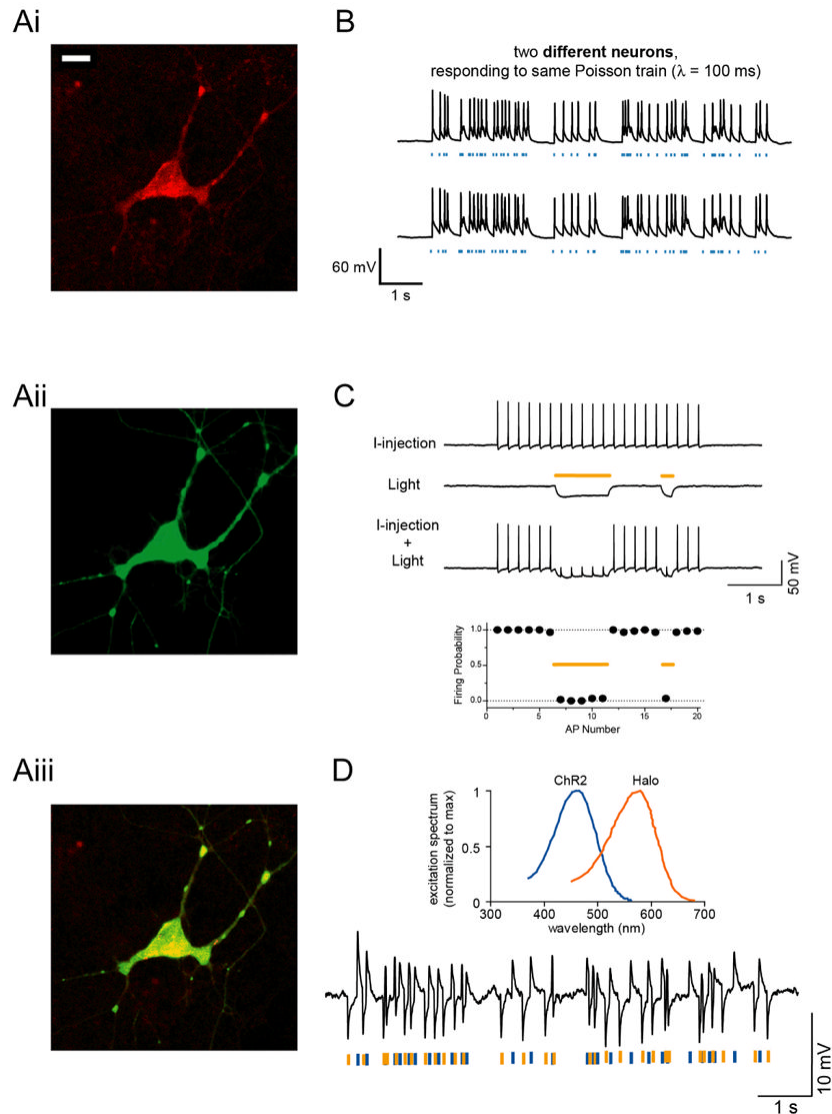 Ai
B
two different neurons,
responding to same Poisson train (λ = 100 ms)
60 mV
1 s
Aii
C
I-injection
Light
I-injection
+
Light
50 mV
1 s
Firing Probability
1.0
0.5
0.0
0 5 10 15 20
AP Number
Aiii
D
ChR2 Halo
excitation spectrum
(normalized to max)
1
0.5
0
300 400 500 600 700
wavelength (nm)
10 mV
1 s